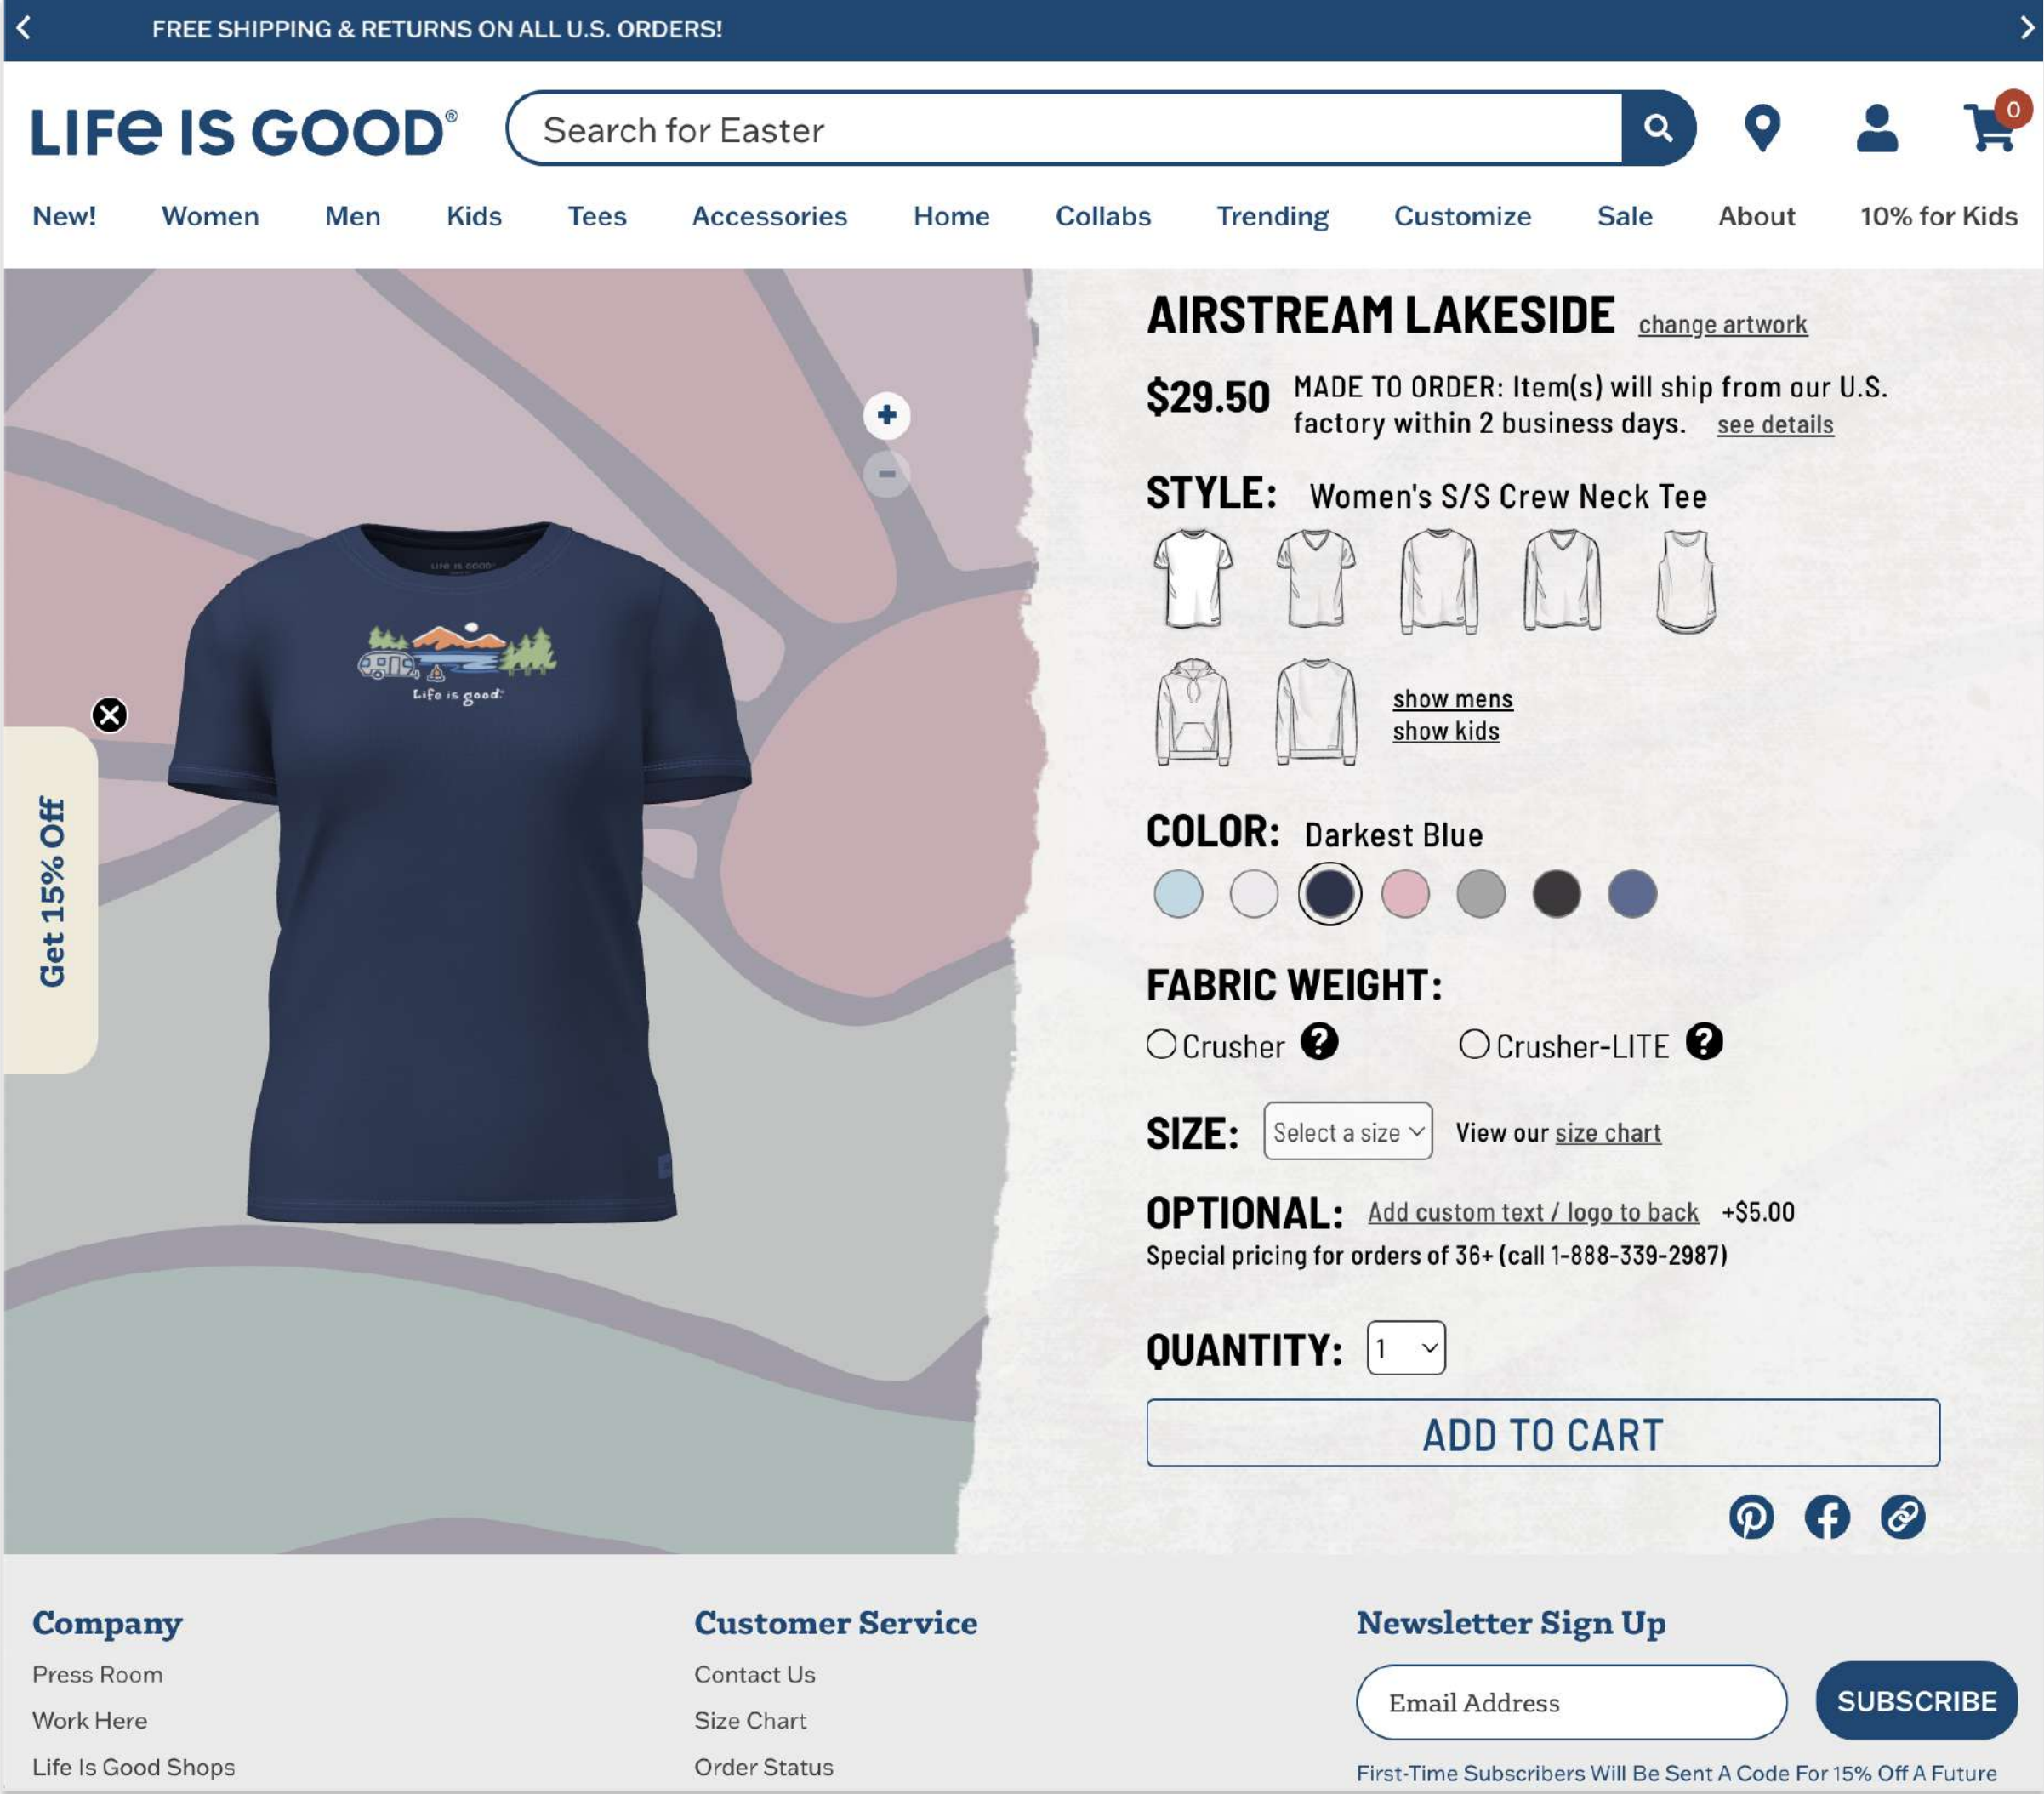 FREE SHIPPING & RETURNS ON ALL U.S. ORDERS!
LIFe IS GOOD®
Search for Easter
0
New! Women Men Kids Tees Accessories Home Collabs Trending Customize Sale About 10% for Kids
AIRSTREAM LAKESIDE change artwork
$29.50 MADE TO ORDER: Item(s) will ship from our U.S.
factory within 2 business days. see details
STYLE: Women's S/S Crew Neck Tee
LIFe IS GOOD
Life is good.
show mens
show kids
Get 15% Off
COLOR: Darkest Blue
FABRIC WEIGHT:
Crusher ? Crusher-LITE ?
SIZE: Select a size View our size chart
OPTIONAL: Add custom text / logo to back +$5.00
Special pricing for orders of 36+ (call 1-888-339-2987)
QUANTITY: 1
ADD TO CART
Company
Press Room
Work Here
Life Is Good Shops
Customer Service
Contact Us
Size Chart
Order Status
Newsletter Sign Up
Email Address SUBSCRIBE
First-Time Subscribers Will Be Sent A Code For 15% Off A Future